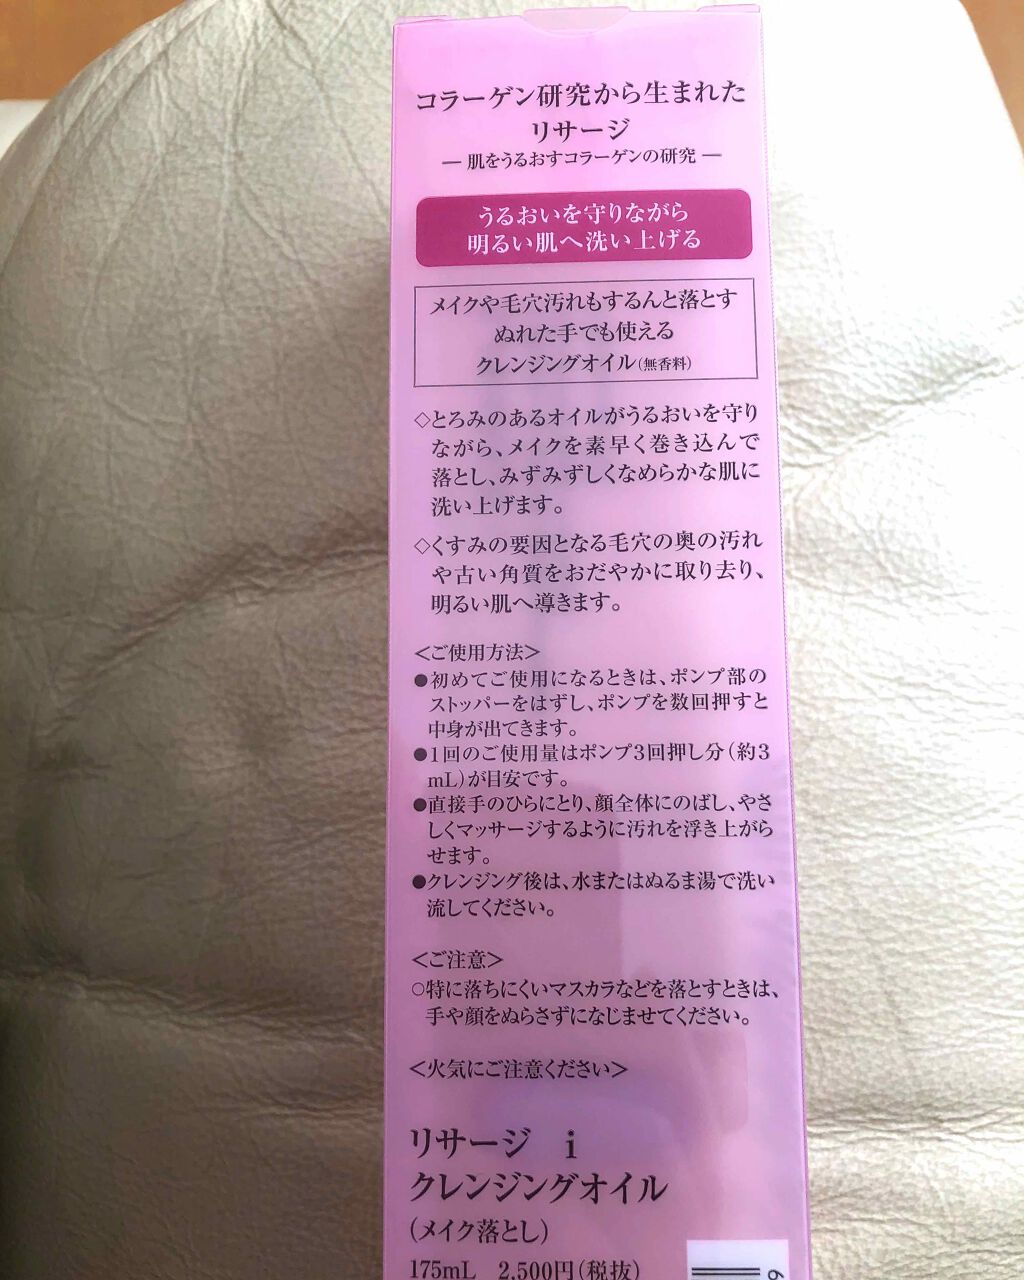 コラーゲン研究から生まれた
リサージ
― 肌をうるおすコラーゲンの研究 ―
うるおいを守りながら
明るい肌へ洗い上げる
メイクや毛穴汚れもするんと落とす
ぬれた手でも使える
クレンジングオイル(無香料)
◇とろみのあるオイルがうるおいを守り
ながら、メイクを素早く巻き込んで
落とし、みずみずしくなめらかな肌に
洗い上げます。
◇くすみの要因となる毛穴の奥の汚れ
や古い角質をおだやかに取り去り、
明るい肌へ導きます。
<ご使用方法>
●初めてご使用になるときは、ポンプ部の
ストッパーをはずし、ポンプを数回押すと
中身が出てきます。
●1回のご使用量はポンプ3回押し分(約3
mL)が目安です。
●直接手のひらにとり、顔全体にのばし、やさ
しくマッサージするように汚れを浮き上がら
せます。
●クレンジング後は、水またはぬるま湯で洗い
流してください。
<ご注意>
○特に落ちにくいマスカラなどを落とすときは、
手や顔をぬらさずになじませてください。
<火気にご注意ください>
リサージ i
クレンジングオイル
(メイク落とし)
175mL 2,500円(税抜)